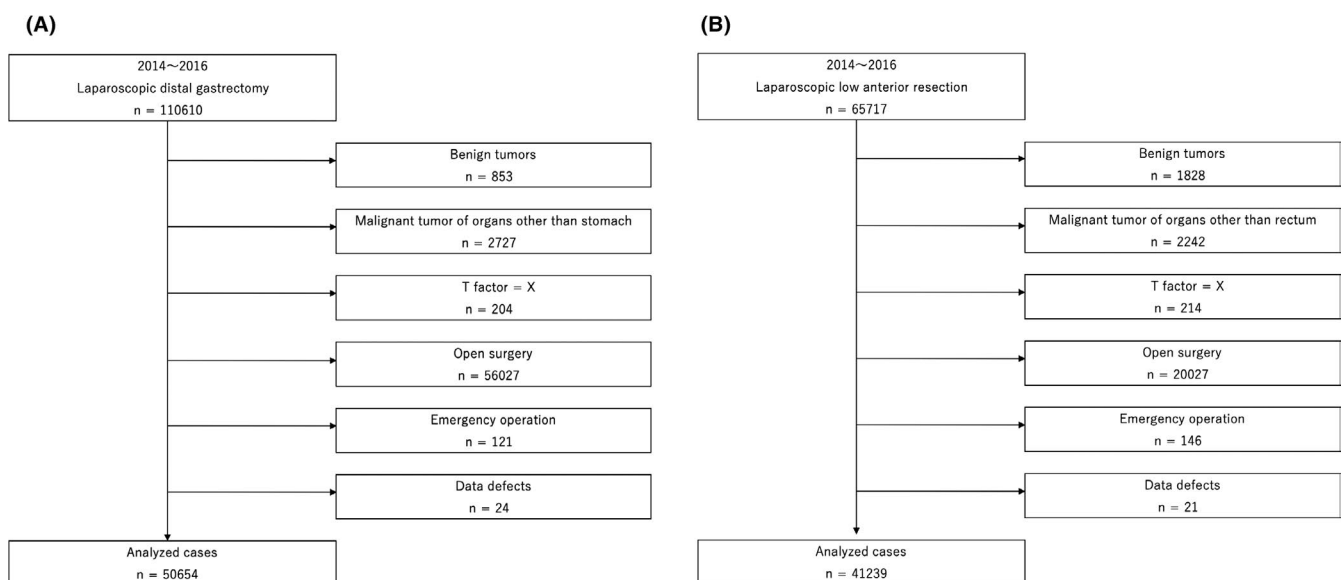 (A)
2014～2016
Laparoscopic distal gastrectomy
n = 110610
Benign tumors
n = 853
Malignant tumor of organs other than stomach
n = 2727
T factor = X
n = 204
Open surgery
n = 56027
Emergency operation
n = 121
Data defects
n = 24
Analyzed cases
n = 50654
(B)
2014～2016
Laparoscopic low anterior resection
n = 65717
Benign tumors
n = 1828
Malignant tumor of organs other than rectum
n = 2242
T factor = X
n = 214
Open surgery
n = 20027
Emergency operation
n = 146
Data defects
n = 21
Analyzed cases
n = 41239